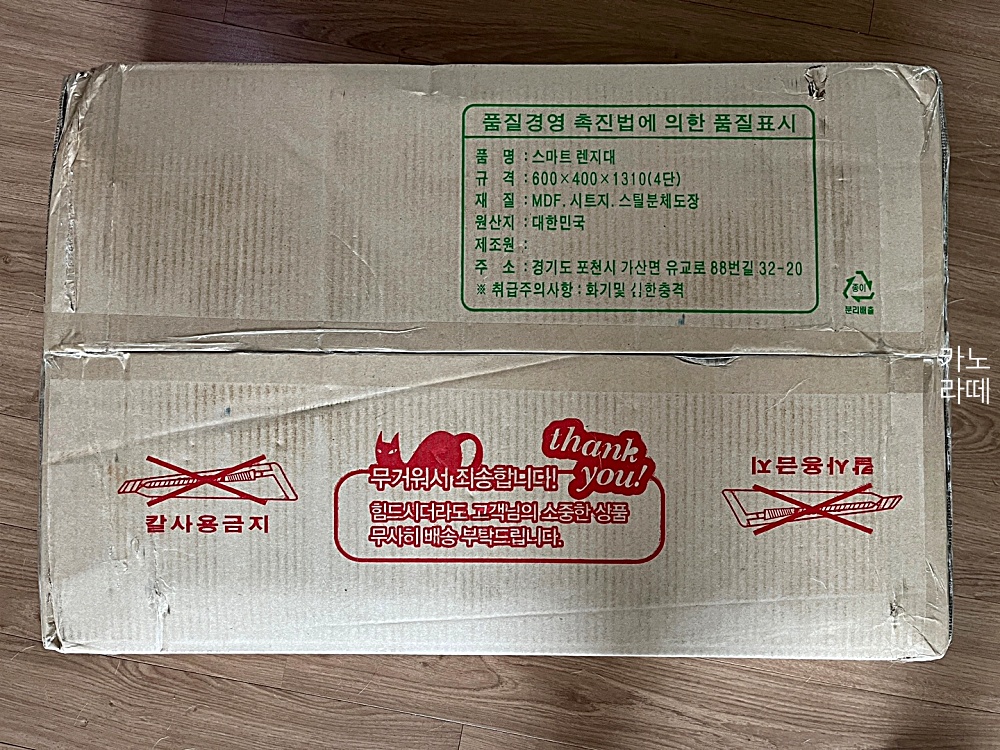 품질경영 촉진법에 의한 품질표시
품 명 : 스마트 렌지대
규 격 : 600×400×1310(4단)
재 질 : MDF. 시트지. 스틸분체도장
원산지 : 대한민국
제조원 :
주 소 : 경기도 포천시 가산면 유교로 88번길 32-20
※ 취급주의사항 : 화기및 심한충격
종이
분리배출
카노
라떼
thank
you!
무거워서 죄송합니다!
힘드시더라도 고객님의 소중한 상품
무사히 배송 부탁드립니다.
칼사용금지
칼사용금지